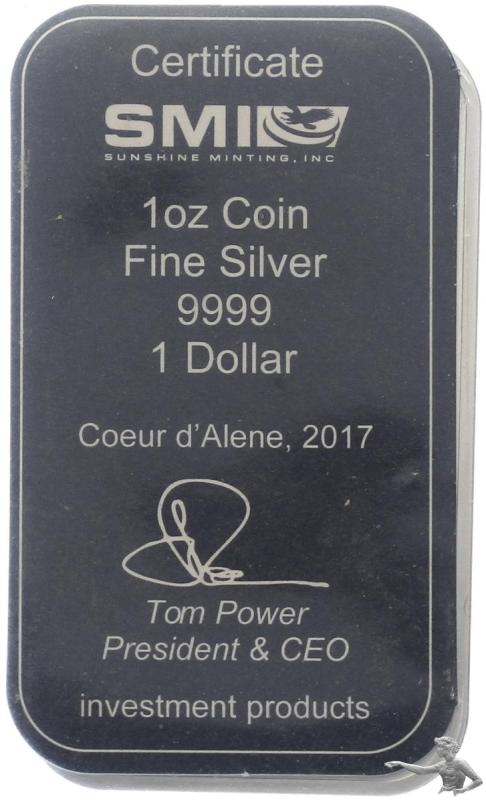 Certificate
SMI
SUNSHINE MINTING, INC
1oz Coin
Fine Silver
9999
1 Dollar
Coeur d'Alene, 2017
Tom Power
President & CEO
investment products